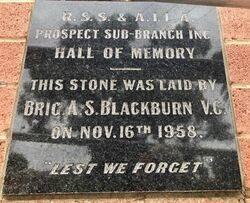 R.S.S. & A.I.L.A.
PROSPECT SUB-BRANCH INC
HALL OF MEMORY
THIS STONE WAS LAID BY
BRIG. A.S. BLACKBURN V.C.
ON NOV. 16TH 1958.
"LEST WE FORGET"